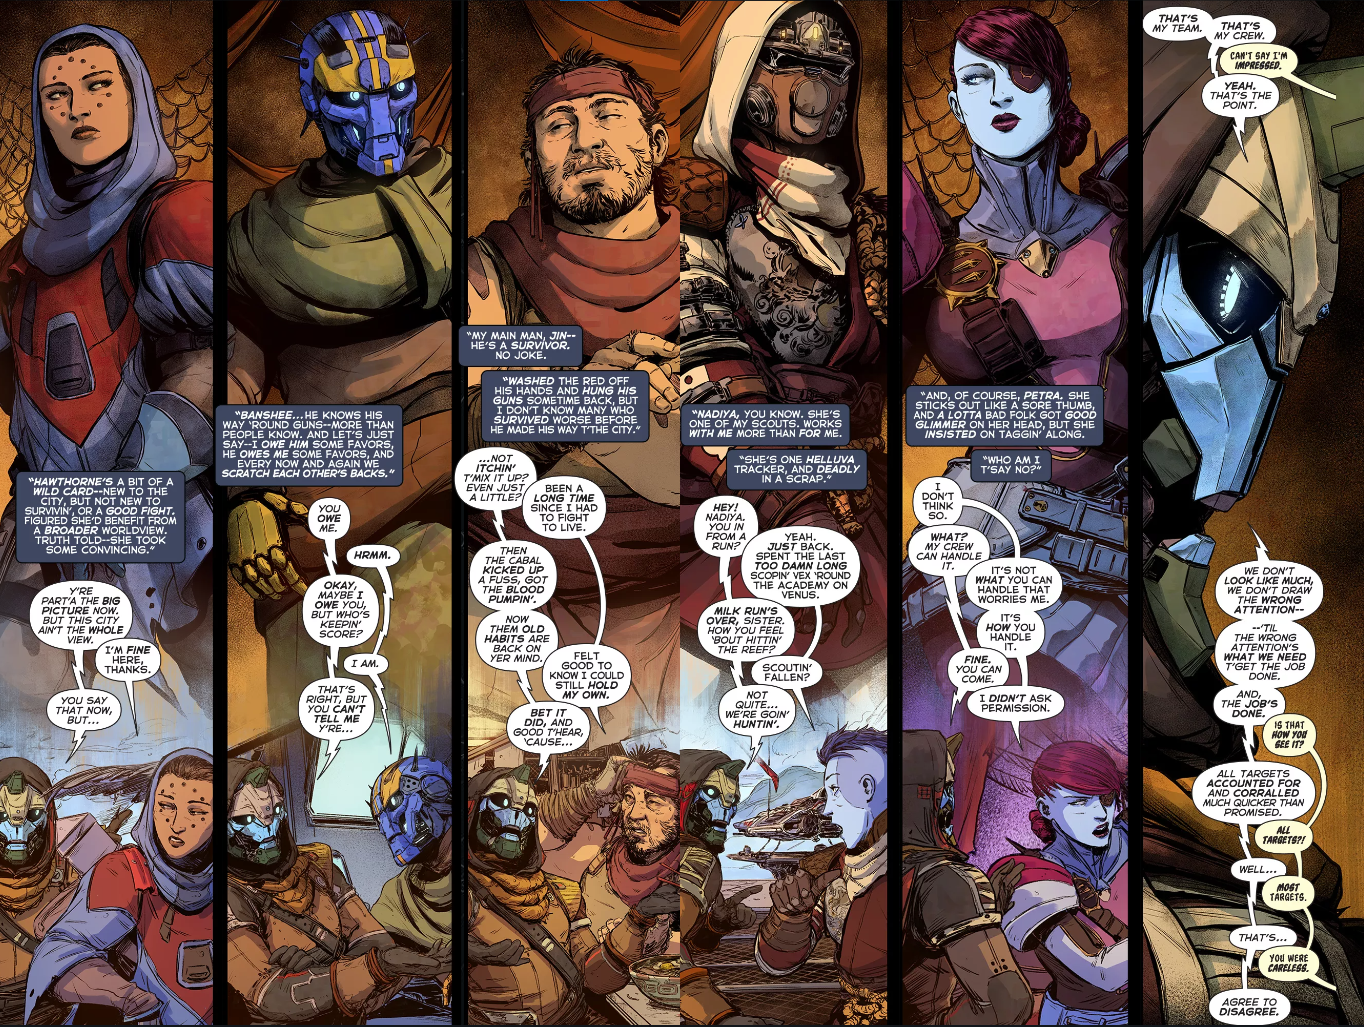 "HAWTHORNE'S A BIT OF A
WILD CARD--NEW TO THE
CITY, BUT NOT NEW TO
SURVIVIN', OR A GOOD FIGHT.
FIGURED SHE'D BENEFIT FROM
A BROADER WORLDVIEW.
TRUTH TOLD--SHE TOOK
SOME CONVINCING."
Y'RE
PART'A THE BIG
PICTURE NOW.
BUT THIS CITY
AIN'T THE WHOLE
VIEW.
I'M FINE
HERE,
THANKS.
YOU SAY
THAT NOW,
BUT...
"BANSHEE...HE KNOWS HIS
WAY 'ROUND GUNS--MORE THAN
PEOPLE KNOW. AND LET'S JUST
SAY--I OWE HIM SOME FAVORS,
HE OWES ME SOME FAVORS, AND
EVERY NOW AND AGAIN WE
SCRATCH EACH OTHER'S BACKS."
YOU
OWE
ME.
HRMM.
OKAY,
MAYBE I
OWE YOU,
BUT WHO'S
KEEPIN'
SCORE?
I AM.
THAT'S
RIGHT, BUT
YOU CAN'T
TELL ME
Y'RE...
"MY MAIN MAN, JIN--
HE'S A SURVIVOR.
NO JOKE.
"WASHED THE RED OFF
HIS HANDS AND HUNG HIS
GUNS SOMETIME BACK, BUT
I DON'T KNOW MANY WHO
SURVIVED WORSE BEFORE
HE MADE HIS WAY T'THE CITY."
...NOT
ITCHIN'
T'MIX IT UP?
EVEN JUST
A LITTLE?
BEEN A
LONG TIME
SINCE I HAD
TO FIGHT
TO LIVE.
THEN
THE CABAL
KICKED UP
A FUSS, GOT
THE BLOOD
PUMPIN'.
NOW
THEM OLD
HABITS ARE
BACK ON
YER MIND.
FELT
GOOD TO
KNOW I COULD
STILL HOLD
MY OWN.
BET IT
DID, AND
GOOD T'HEAR,
'CAUSE...
"NADIYA, YOU KNOW. SHE'S
ONE OF MY SCOUTS. WORKS
WITH ME MORE THAN FOR ME.
"SHE'S ONE HELLUVA
TRACKER, AND DEADLY
IN A SCRAP."
HEY!
NADIYA.
YOU IN
FROM A
RUN?
YEAH.
JUST BACK.
SPENT THE LAST
TOO DAMN LONG
SCOPIN' VEX 'ROUND
THE ACADEMY ON
VENUS.
MILK RUN'S
OVER, SISTER.
HOW YOU FEEL
'BOUT HITTIN'
THE REEF?
SCOUTIN'
FALLEN?
NOT
QUITE...
WE'RE GOIN'
HUNTIN'.
"AND, OF COURSE, PETRA. SHE
STICKS OUT LIKE A SORE THUMB,
AND A LOTTA BAD FOLK GOT GOOD
GLIMMER ON HER HEAD, BUT SHE
INSISTED ON TAGGIN' ALONG.
"WHO AM I
T'SAY NO?"
I
DON'T
THINK
SO.
WHAT?
MY CREW
CAN HANDLE
IT.
IT'S NOT
WHAT YOU CAN
HANDLE THAT
WORRIES ME.
IT'S
HOW YOU
HANDLE
IT.
FINE.
YOU CAN
COME.
I DIDN'T ASK
PERMISSION.
THAT'S
MY TEAM.
THAT'S
MY CREW.
CAN'T SAY I'M
IMPRESSED.
YEAH.
THAT'S THE
POINT.
WE DON'T
LOOK LIKE MUCH,
WE DON'T DRAW
THE WRONG
ATTENTION--
--'TIL
THE WRONG
ATTENTION'S
WHAT WE NEED
T'GET THE JOB
DONE.
AND,
THE JOB'S
DONE.
IS THAT
HOW YOU
SEE IT?
ALL TARGETS
ACCOUNTED FOR
AND CORRALLED
MUCH QUICKER THAN
PROMISED.
ALL
TARGETS?!
WELL...
MOST
TARGETS.
THAT'S...
YOU WERE
CARELESS.
AGREE TO
DISAGREE.